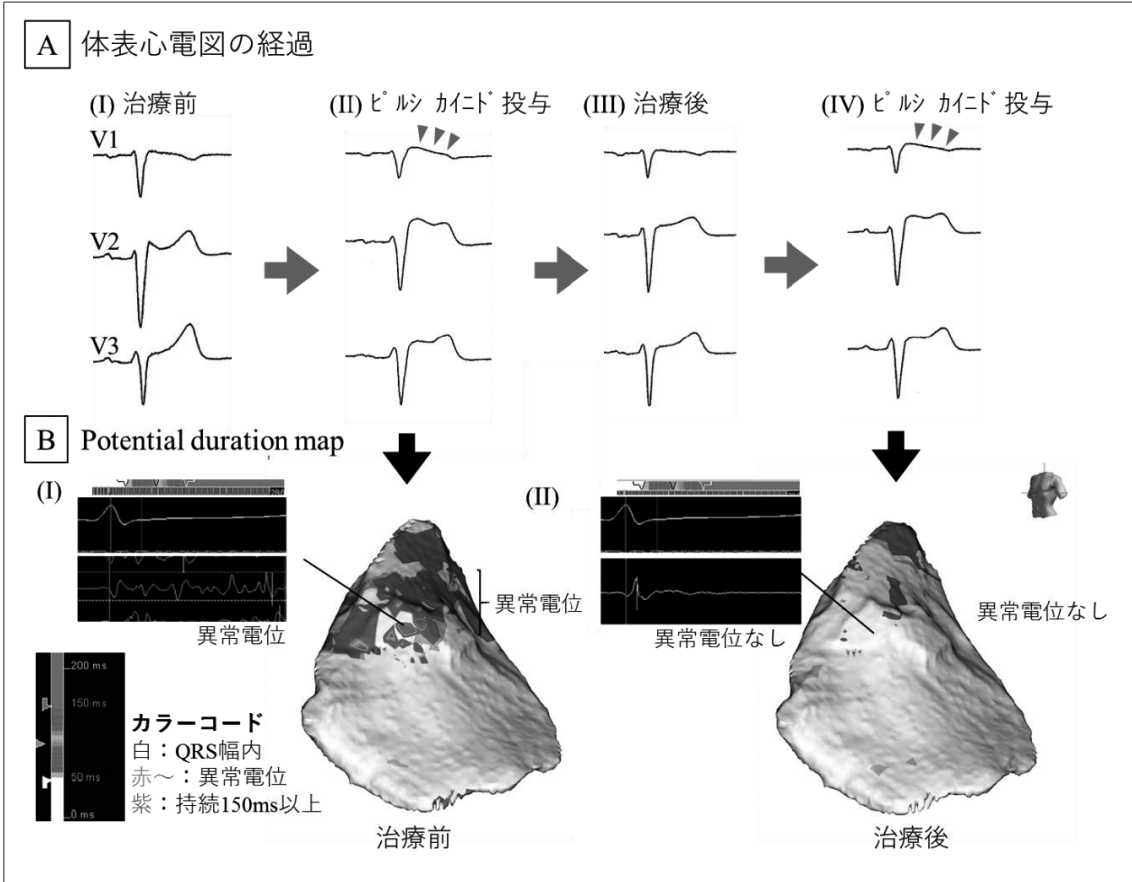 A 体表心電図の経過
(I) 治療前
(II) ピルシカイニド投与
(III) 治療後
(IV) ピルシカイニド投与
V1
V2
V3
B Potential duration map
(I)
(II)
異常電位
異常電位
異常電位なし
異常電位なし
200 ms
150 ms
50 ms
0 ms
カラーコード
白：QRS幅内
赤～：異常電位
紫：持続150ms以上
治療前
治療後